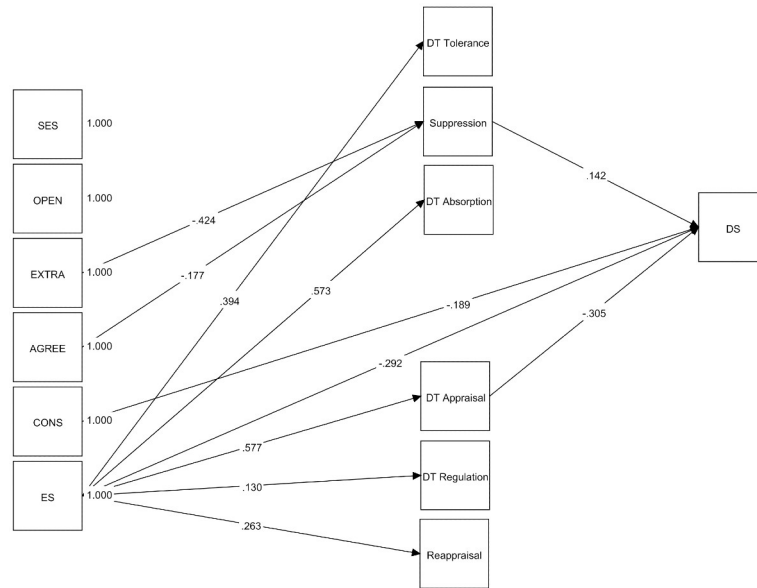 DT Tolerance
SES
1.000
Suppression
OPEN
1.000
DT Absorption
.142
-.424
DS
EXTRA
1.000
-.177
.573
.394
-.189
-.305
AGREE
1.000
-.292
DT Appraisal
CONS
1.000
.577
DT Regulation
.130
ES
1.000
.263
Reappraisal